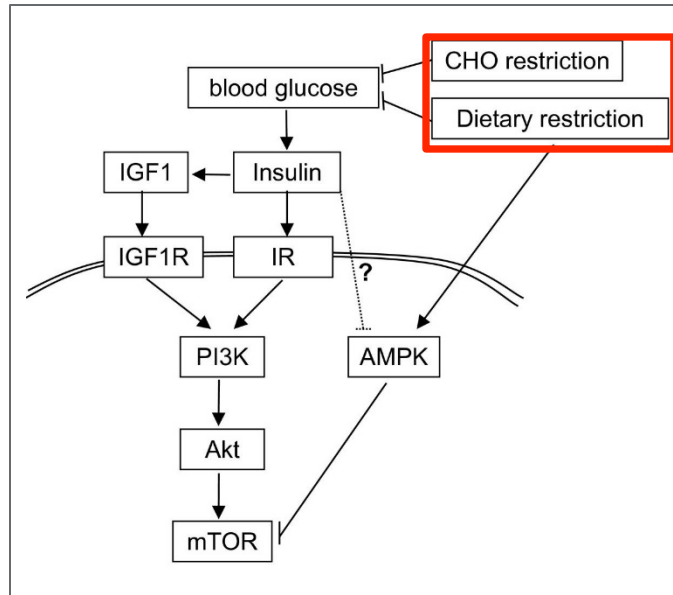 CHO restriction
blood glucose
Dietary restriction
IGF1
Insulin
IGF1R
IR
?
PI3K
AMPK
Akt
mTOR